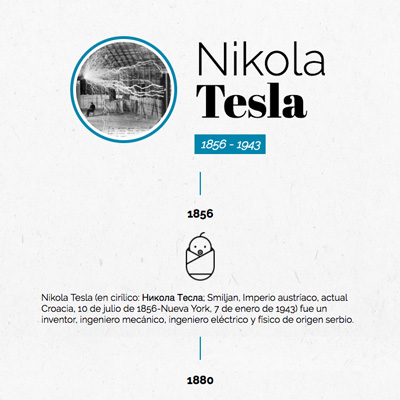 Nikola
Tesla
1856 - 1943
1856
Nikola Tesla (en cirílico: Никола Тесла; Smiljan, Imperio austríaco, actual
Croacia, 10 de julio de 1856-Nueva York, 7 de enero de 1943) fue un
inventor, ingeniero mecánico, ingeniero eléctrico y físico de origen serbio.
1880